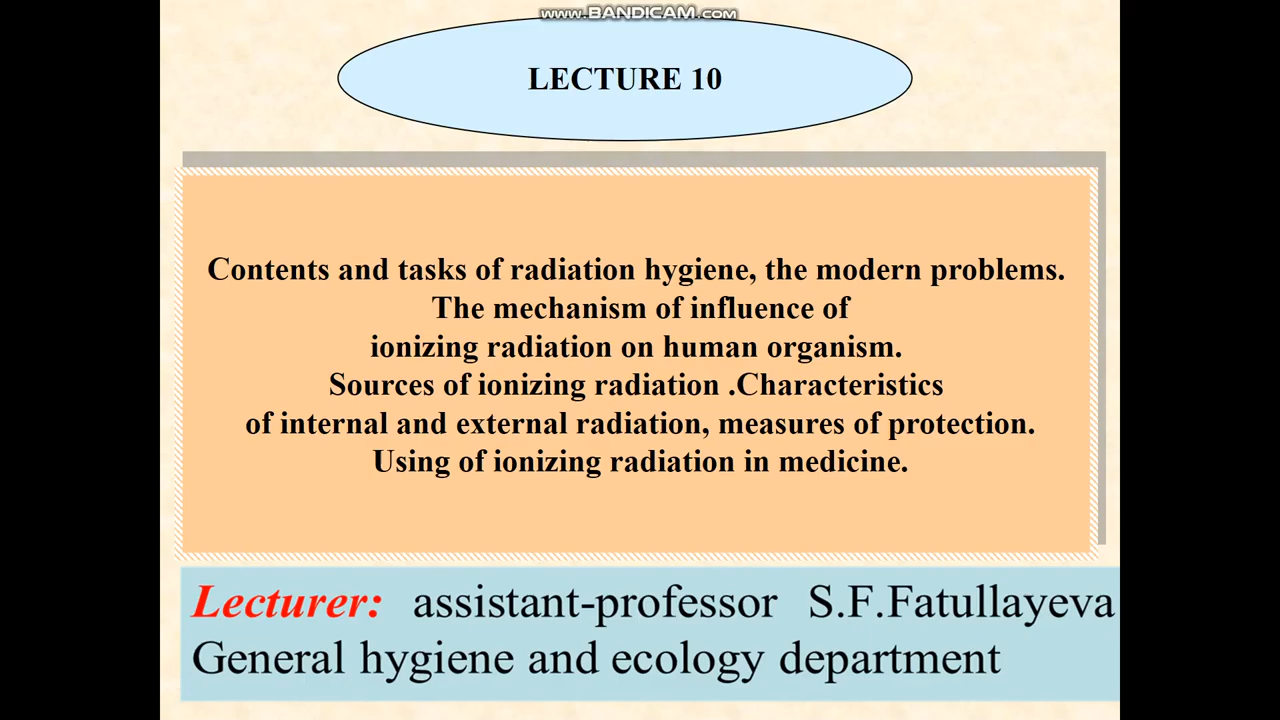 www.BANDICAM.com
LECTURE 10
Contents and tasks of radiation hygiene, the modern problems.
The mechanism of influence of
ionizing radiation on human organism.
Sources of ionizing radiation .Characteristics
of internal and external radiation, measures of protection.
Using of ionizing radiation in medicine.
Lecturer: assistant-professor S.F.Fatullayeva
General hygiene and ecology department